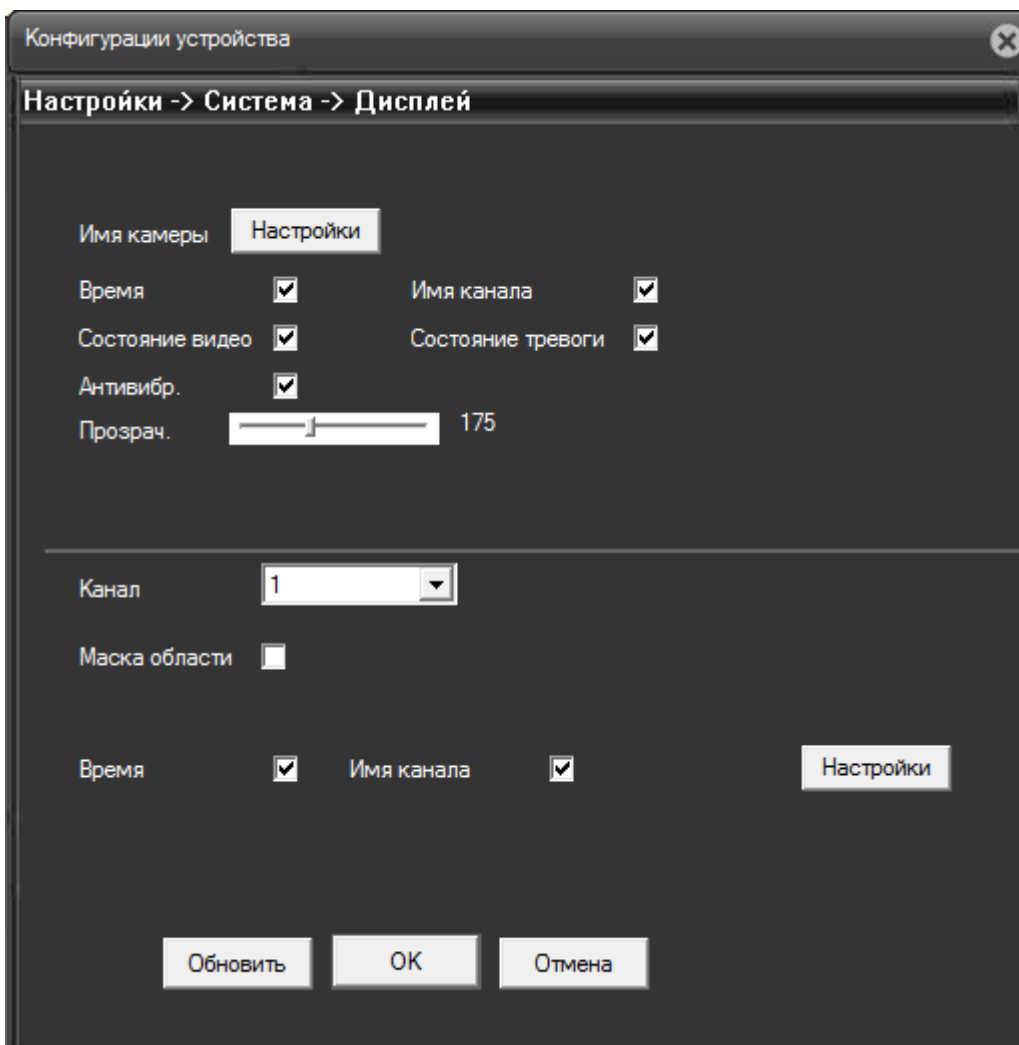 Конфигурации устройства
Настройки -> Система -> Дисплей
Имя камеры Настройки
Время Имя канала
Состояние видео Состояние тревоги
Антивибр.
Прозрач. 175
Канал 1
Маска области
Время Имя канала Настройки
Обновить OK Отмена